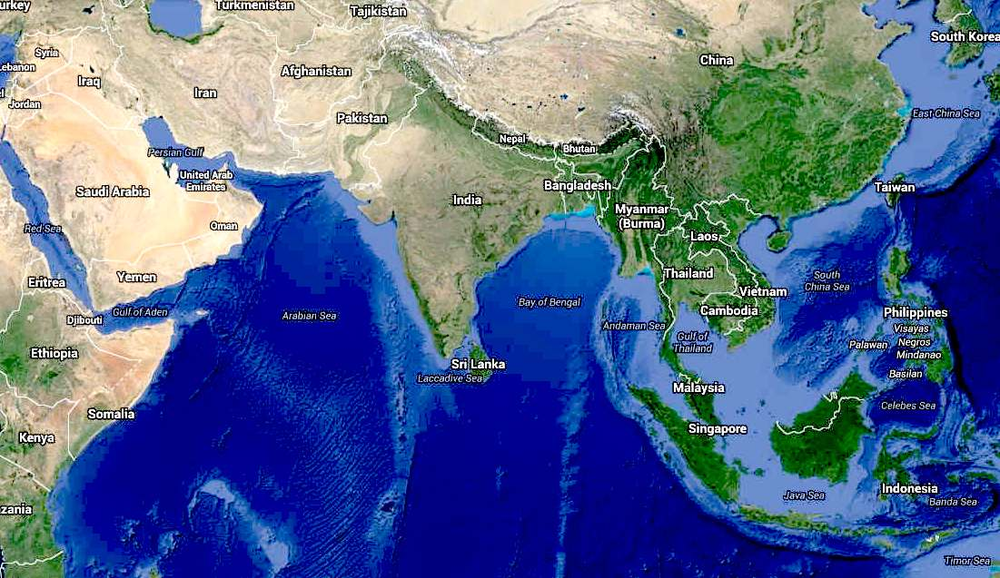 urkey
Turkmenistan
Tajikistan
South Korea
Syria
China
Lebanon
Afghanistan
Iraq
Iran
el
Jordan
East China Sea
Pakistan
Nepal
Bhutan
Persian Gulf
United Arab
Emirates
Bangladesh
Saudi Arabia
Taiwan
India
Myanmar
(Burma)
Oman
Red Sea
Laos
Yemen
Thailand
South
China Sea
Eritrea
Vietnam
Bay of Bengal
Gulf of Aden
Arabian Sea
Cambodia
Philippines
Djibouti
Andaman Sea
Visayas
Gulf of
Thailand
Palawan
Negros
Mindanao
Ethiopia
Sri Lanka
Basilan
Laccadive Sea
Malaysia
Celebes Sea
Somalia
Singapore
Kenya
Indonesia
Java Sea
Banda Sea
zania
Timor Sea